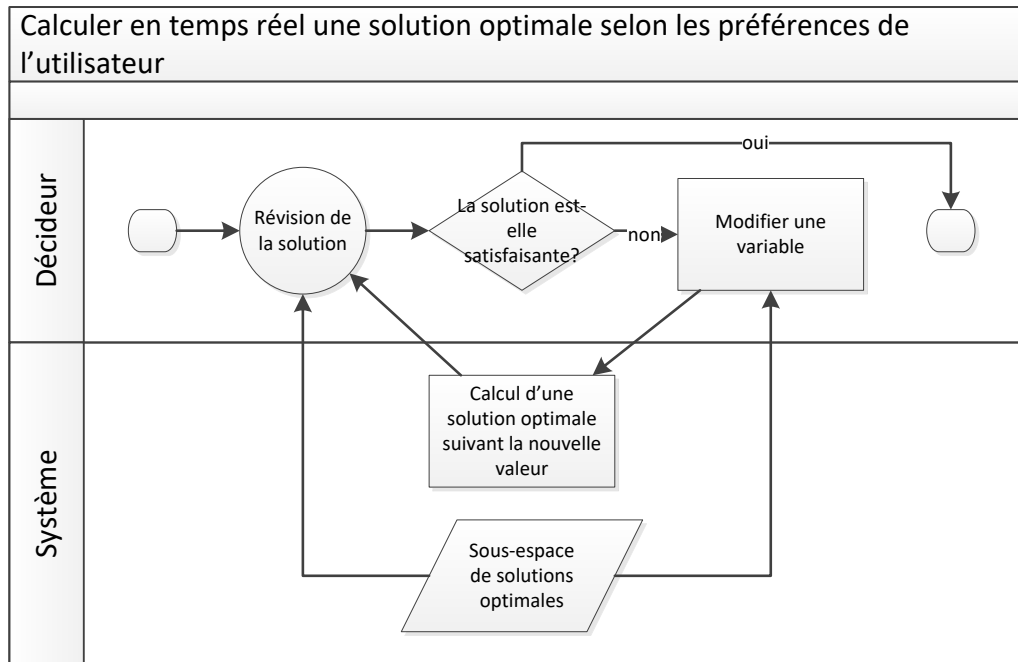 Calculer en temps réel une solution optimale selon les préférences de
l’utilisateur
Décideur
oui
Révision de
la solution
La solution est-
elle
satisfaisante?
non
Modifier une
variable
Système
Calcul d’une
solution optimale
suivant la nouvelle
valeur
Sous-espace
de solutions
optimales